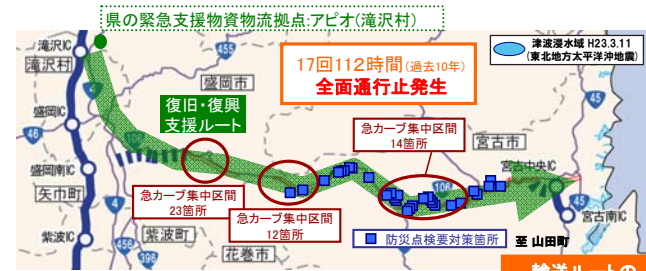 県の緊急支援物資物流拠点:アピオ(滝沢村)
滝沢IC
滝沢村
455
盛岡市
17回112時間(過去10年)
全面通行止発生
津波浸水域 H23.3.11
(東北地方太平洋沖地震)
45
復旧・復興
支援ルート
盛岡IC
46
急カーブ集中区間
14箇所
宮古市
宮古中央IC
盛岡南IC
106
矢巾町
4
急カーブ集中区間
23箇所
急カーブ集中区間
12箇所
宮古南IC
紫波IC
紫波町
456
396
花巻市
防災点検要対策箇所
至 山田町
45
輸送ルートの